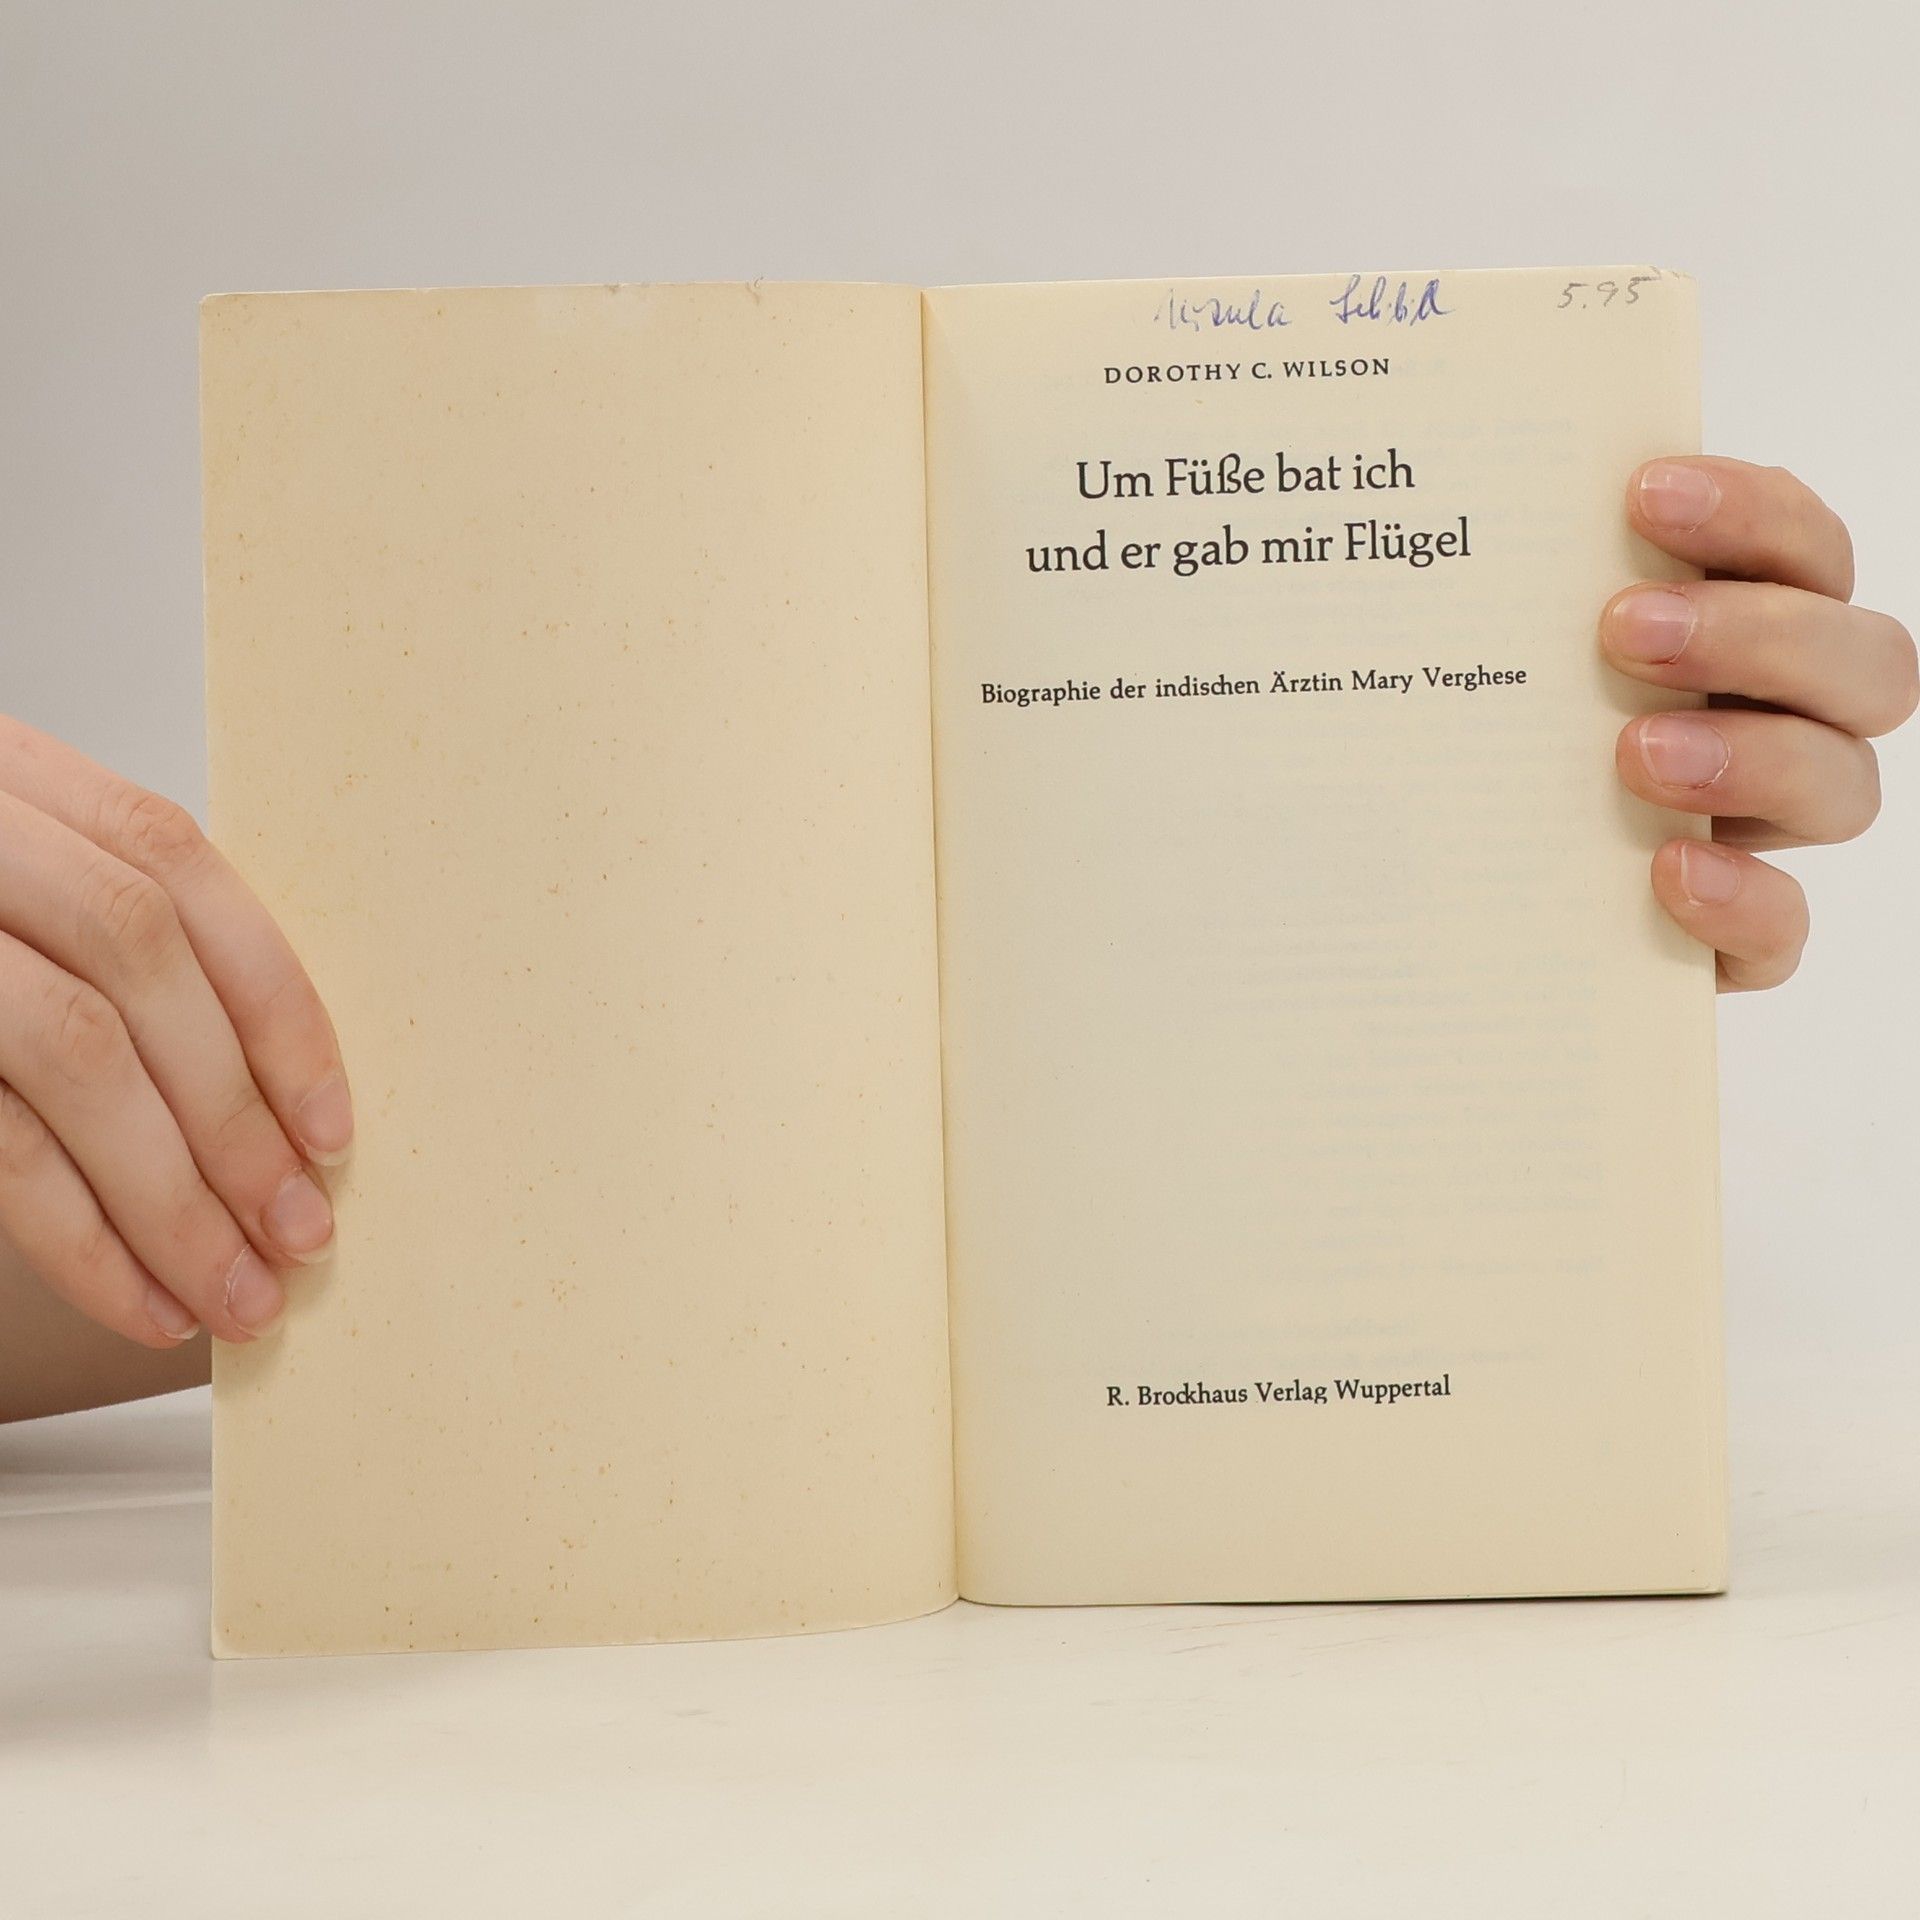 Ursula 5.95
DOROTHY C. WILSON
Um Füße bat ich
und er gab mir Flügel
Biographie der indischen Ärztin Mary Verghese
R. Brockhaus Verlag Wuppertal